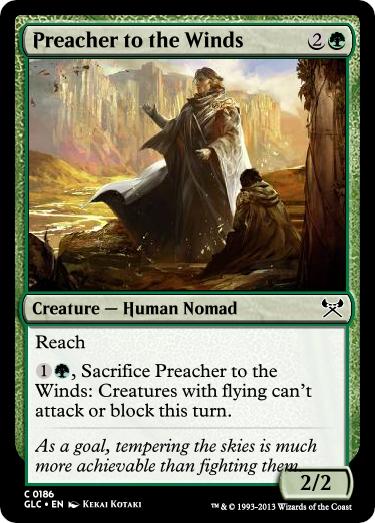 Preacher to the Winds 2
Creature — Human Nomad
Reach
1, Sacrifice Preacher to the
Winds: Creatures with flying can't
attack or block this turn.
As a goal, tempering the skies is much
more achievable than fighting them.
2/2
C 0186
GLC • EN Kekai Kotaki
™ & © 1993-2013 Wizards of the Coast